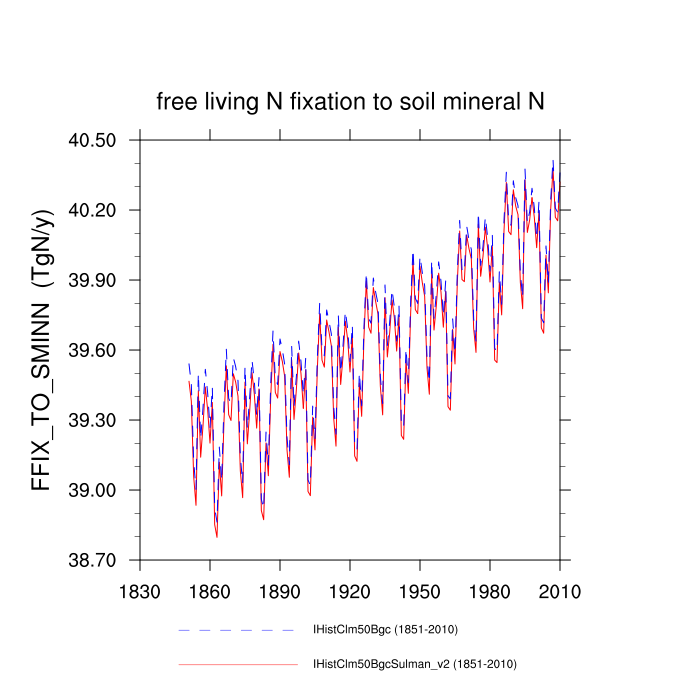 free living N fixation to soil mineral N
FFIX_TO_SMINN (TgN/y)
40.50
40.20
39.90
39.60
39.30
39.00
38.70
1830 1860 1890 1920 1950 1980 2010
IHistClm50Bgc (1851-2010)
IHistClm50BgcSulman_v2 (1851-2010)